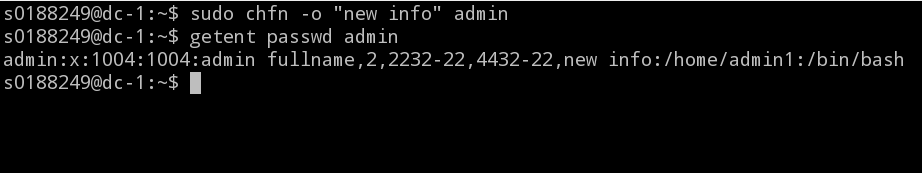 s0188249@dc-1:~$ sudo chfn -o "new info" admin
s0188249@dc-1:~$ getent passwd admin
admin:x:1004:1004:admin fullname,2,2232-22,4432-22,new info:/home/admin1:/bin/bash
s0188249@dc-1:~$